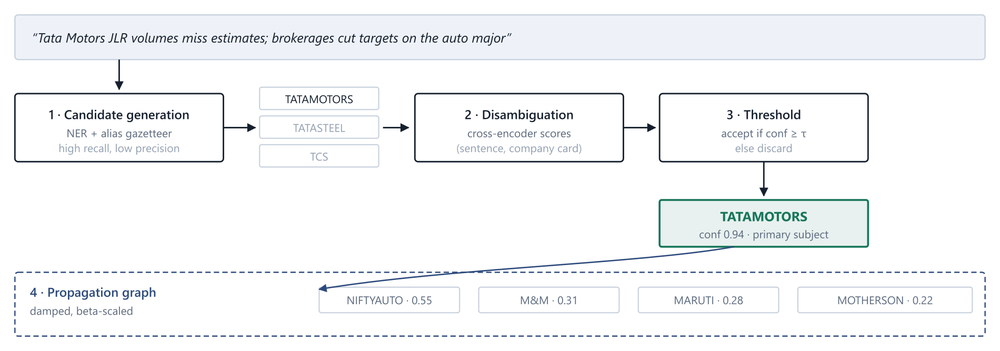 “Tata Motors JLR volumes miss estimates; brokerages cut targets on the auto major”
1 · Candidate generation
NER + alias gazetteer
high recall, low precision
TATAMOTORS
TATASTEEL
TCS
2 · Disambiguation
cross-encoder scores
(sentence, company card)
3 · Threshold
accept if conf ≥ τ
else discard
TATAMOTORS
conf 0.94 · primary subject
4 · Propagation graph
damped, beta-scaled
NIFTYAUTO · 0.55
M&M · 0.31
MARUTI · 0.28
MOTHERSON · 0.22